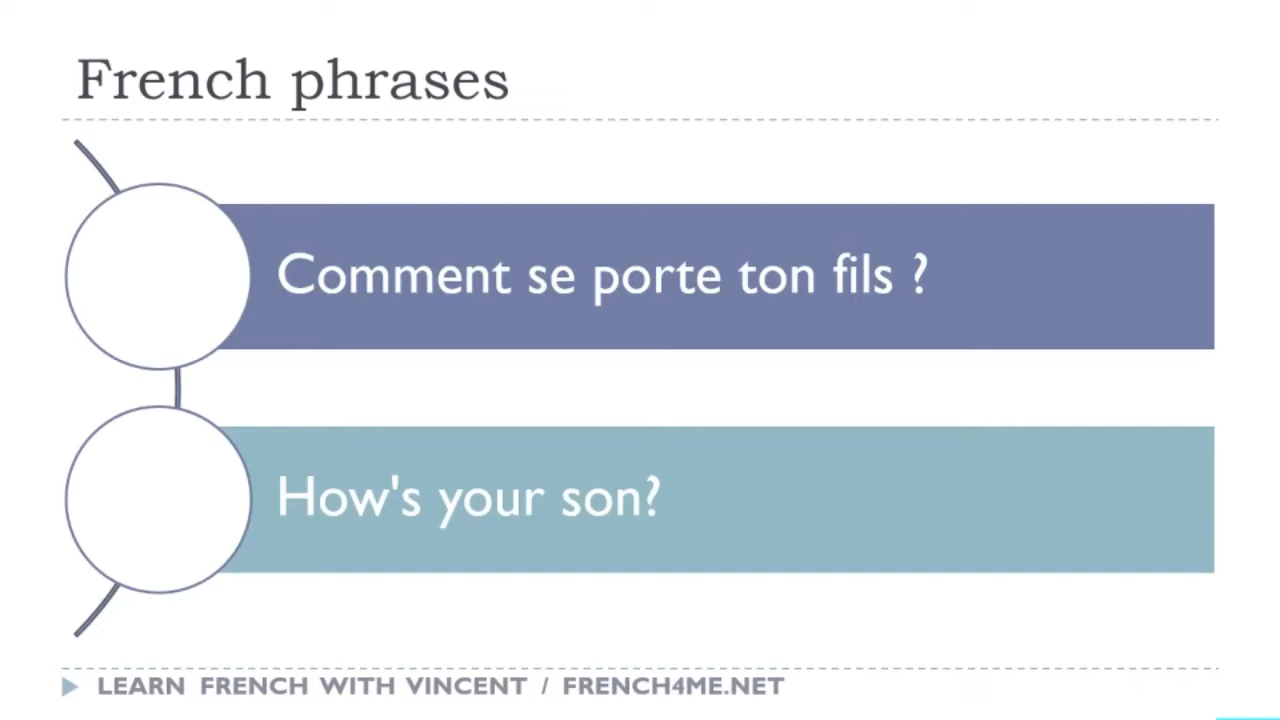 French phrases
Comment se porte ton fils ?
How's your son?
LEARN FRENCH WITH VINCENT / FRENCH4ME.NET